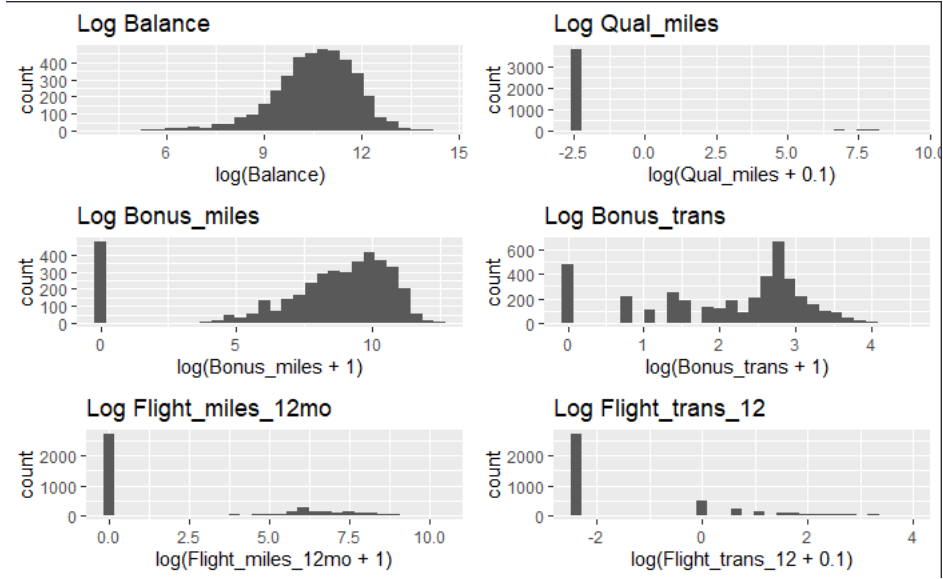 Log Balance
count
400
300
200
100
0
6 9 12 15
log(Balance)
Log Qual_miles
count
3000
2000
1000
0
-2.5 0.0 2.5 5.0 7.5 10.0
log(Qual_miles + 0.1)
Log Bonus_miles
count
400
300
200
100
0
0 5 10
log(Bonus_miles + 1)
Log Bonus_trans
count
600
400
200
0
0 1 2 3 4
log(Bonus_trans + 1)
Log Flight_miles_12mo
count
2000
1000
0
0.0 2.5 5.0 7.5 10.0
log(Flight_miles_12mo + 1)
Log Flight_trans_12
count
2000
1000
0
-2 0 2 4
log(Flight_trans_12 + 0.1)